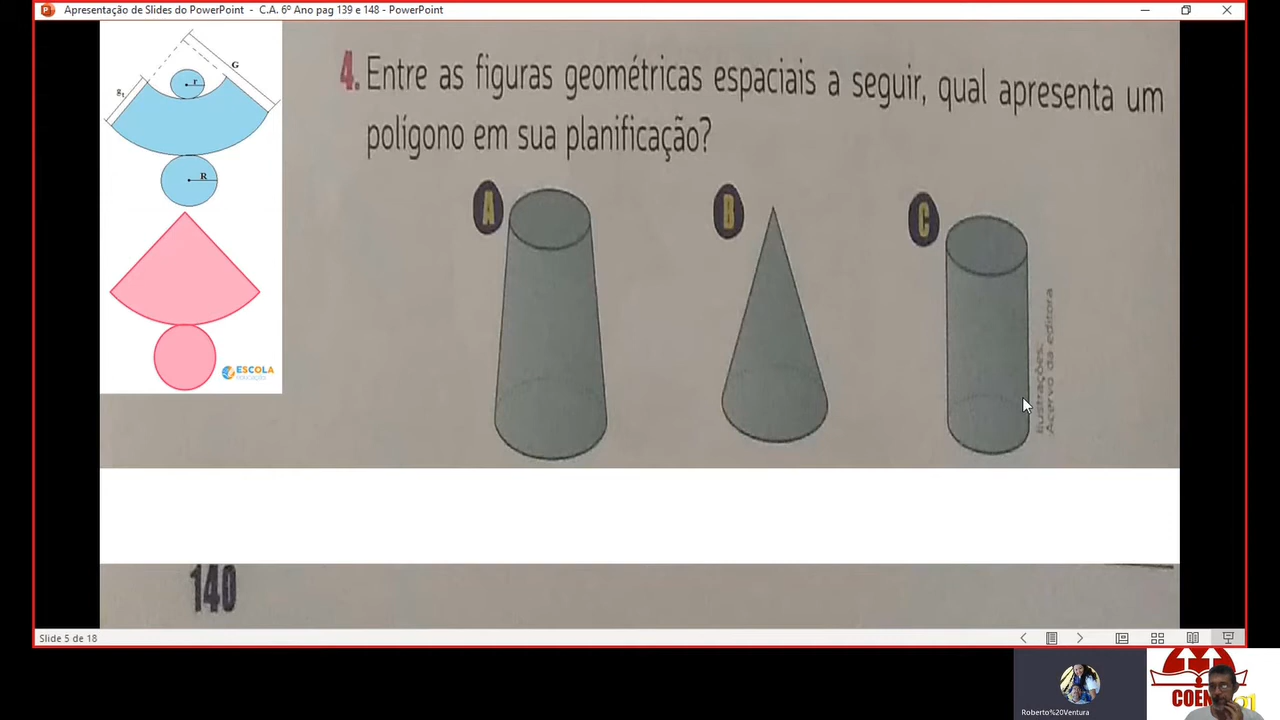 Apresentação de Slides do PowerPoint - C.A. 6º Ano pag 139 e 148 - PowerPoint
G
r
g₁
R
ESCOLA
EDUCAÇÃO
4. Entre as figuras geométricas espaciais a seguir, qual apresenta um
polígono em sua planificação?
A
B
C
Ilustrações:
Acervo da editora
140
Slide 5 de 18
Roberto%20Ventura